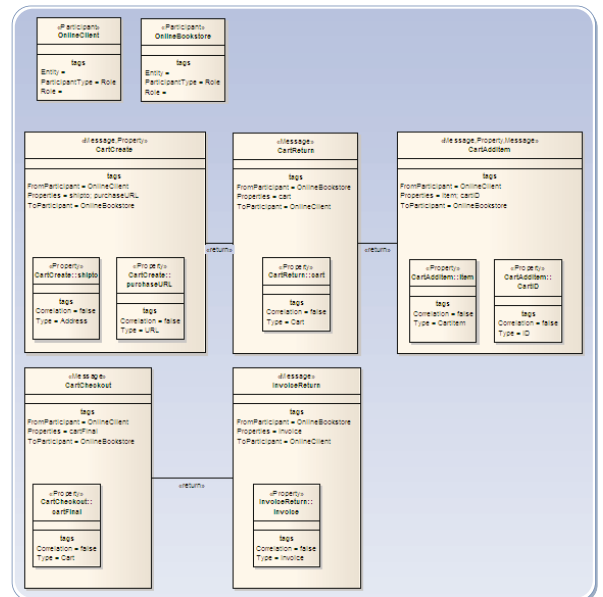 «Participant»
OnlineClient
tags
Entity =
ParticipantType = Role
Role =
«Participant»
OnlineBookstore
tags
Entity =
ParticipantType = Role
Role =
«Message,Property»
CartCreate
tags
FromParticipant = OnlineClient
Properties = shipto; purchaseURL
ToParticipant = OnlineBookstore
«Property»
CartCreate::shipto
tags
Correlation = false
Type = Address
«Property»
CartCreate::
purchaseURL
tags
Correlation = false
Type = URL
«return»
«Message»
CartReturn
tags
FromParticipant = OnlineBookstore
Properties = cart
ToParticipant = OnlineClient
«Property»
CartReturn::cart
tags
Correlation = false
Type = Cart
«return»
«Message,Property,Message»
CartAddItem
tags
FromParticipant = OnlineClient
Properties = item; cartID
ToParticipant = OnlineBookstore
«Property»
CartAddItem::item
tags
Correlation = false
Type = CartItem
«Property»
CartAddItem::
CartID
tags
Correlation = false
Type = ID
«Message»
CartCheckout
tags
FromParticipant = OnlineClient
Properties = cartFinal
ToParticipant = OnlineBookstore
«Property»
CartCheckout::
cartFinal
tags
Correlation = false
Type = Cart
«return»
«Message»
InvoiceReturn
tags
FromParticipant = OnlineBookstore
Properties = invoice
ToParticipant = OnlineClient
«Property»
InvoiceReturn::
invoice
tags
Correlation = false
Type = Invoice